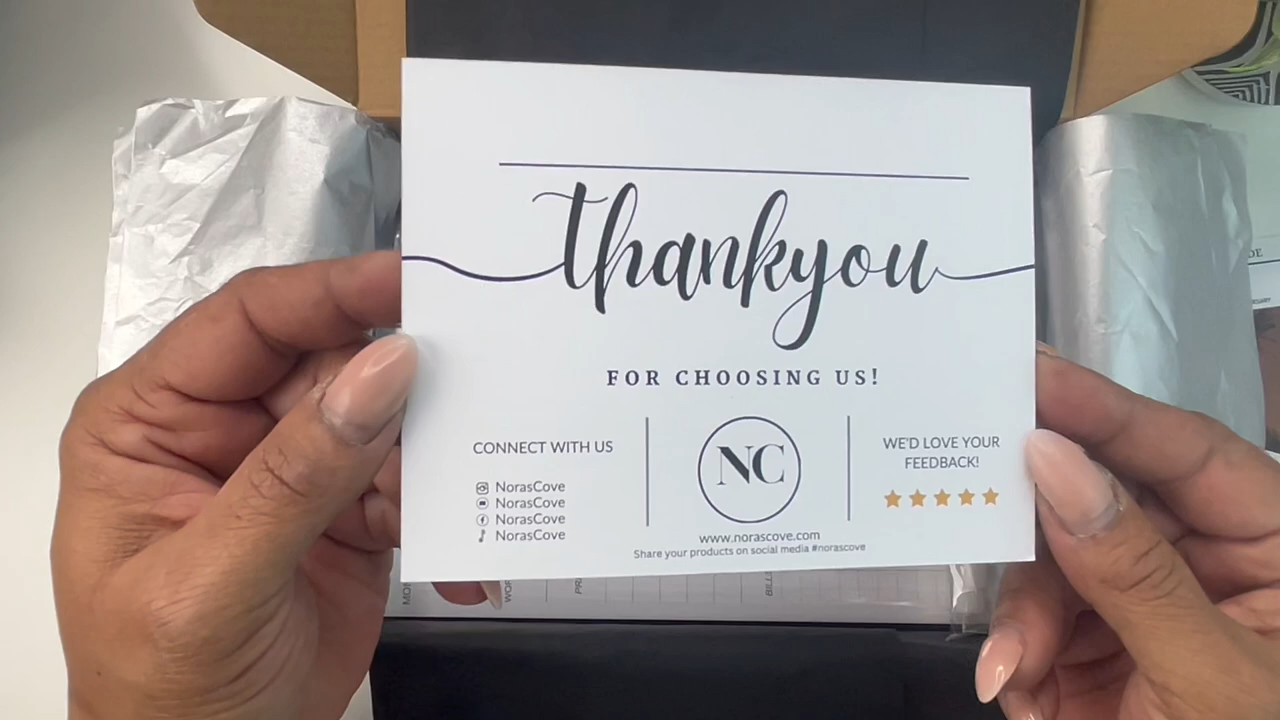 thankyou
FOR CHOOSING US!
CONNECT WITH US
NorasCove
NorasCove
NorasCove
NorasCove
NC
www.norascove.com
Share your products on social media #norascove
WE'D LOVE YOUR
FEEDBACK!